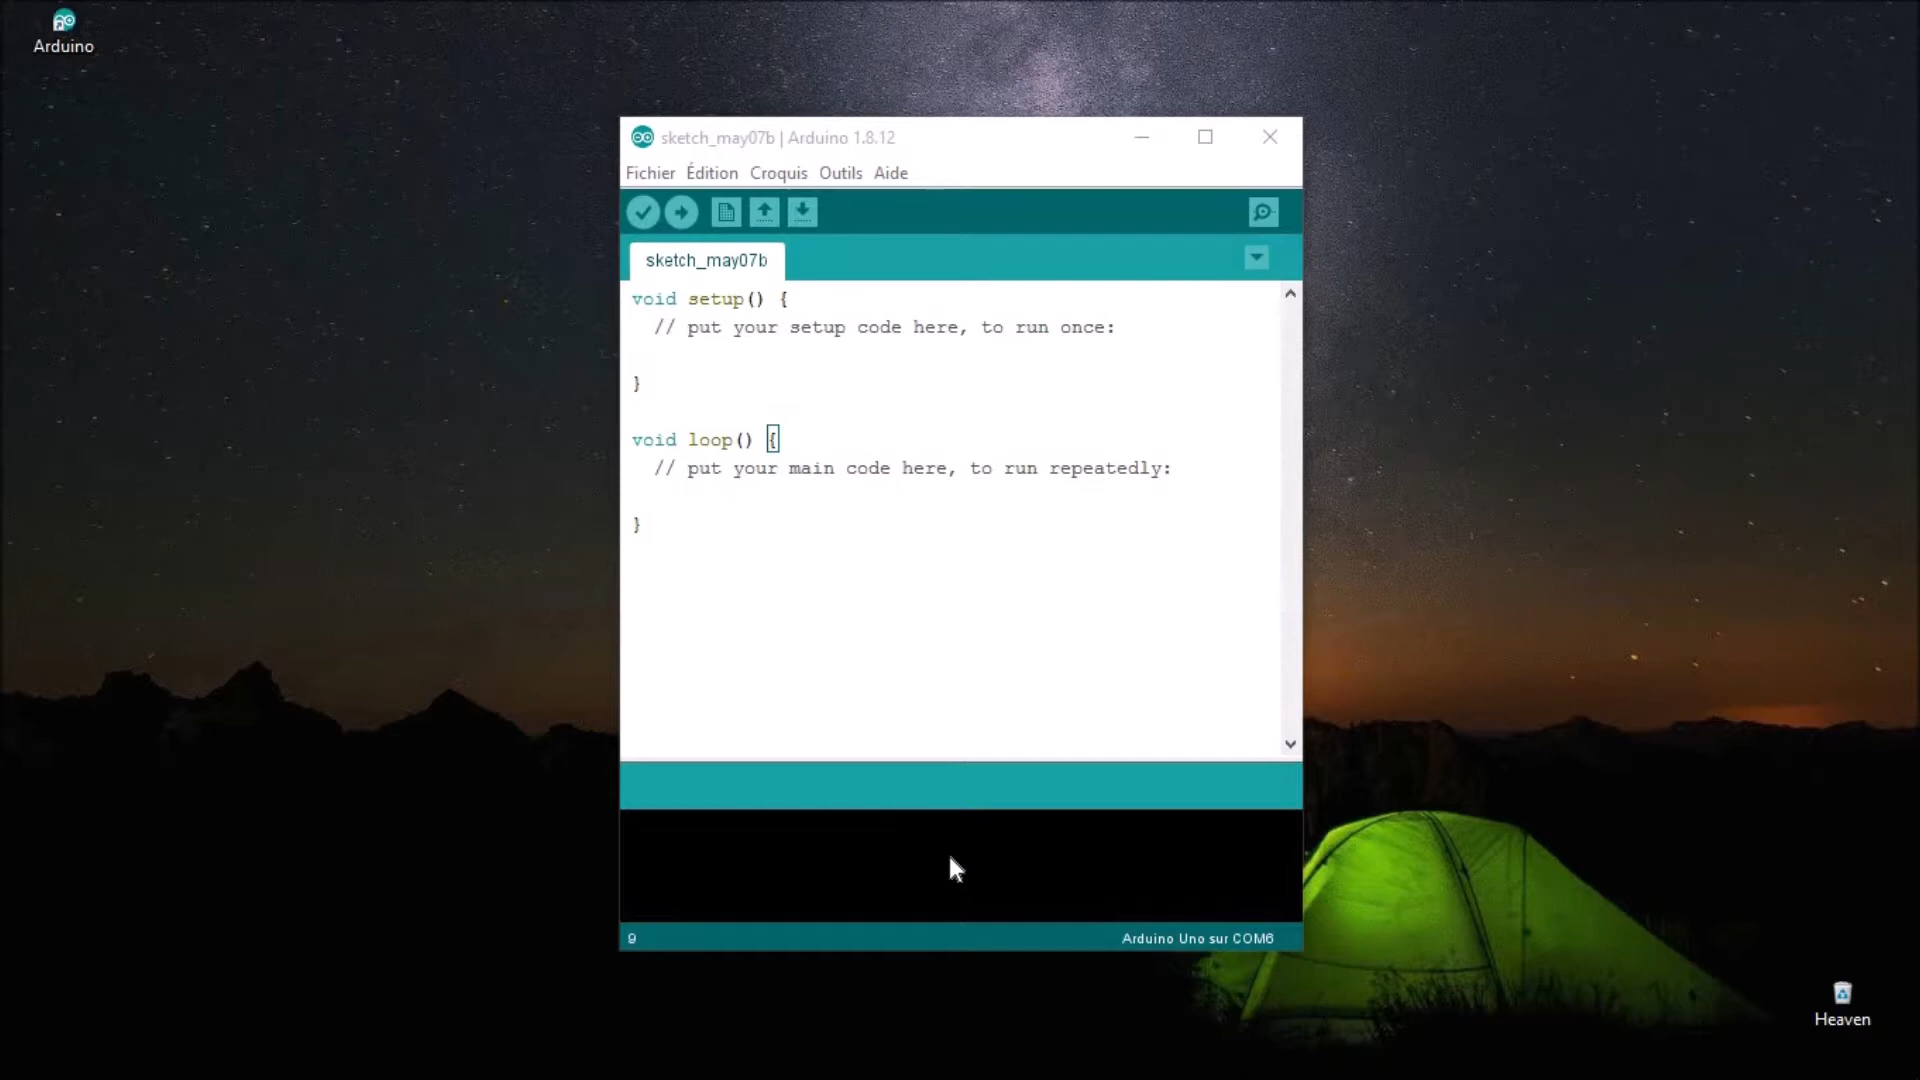 Arduino
sketch_may07b | Arduino 1.8.12
Fichier Édition Croquis Outils Aide
sketch_may07b
void setup() {
  // put your setup code here, to run once:
}
void loop() {
  // put your main code here, to run repeatedly:
}
9
Arduino Uno sur COM6
Heaven